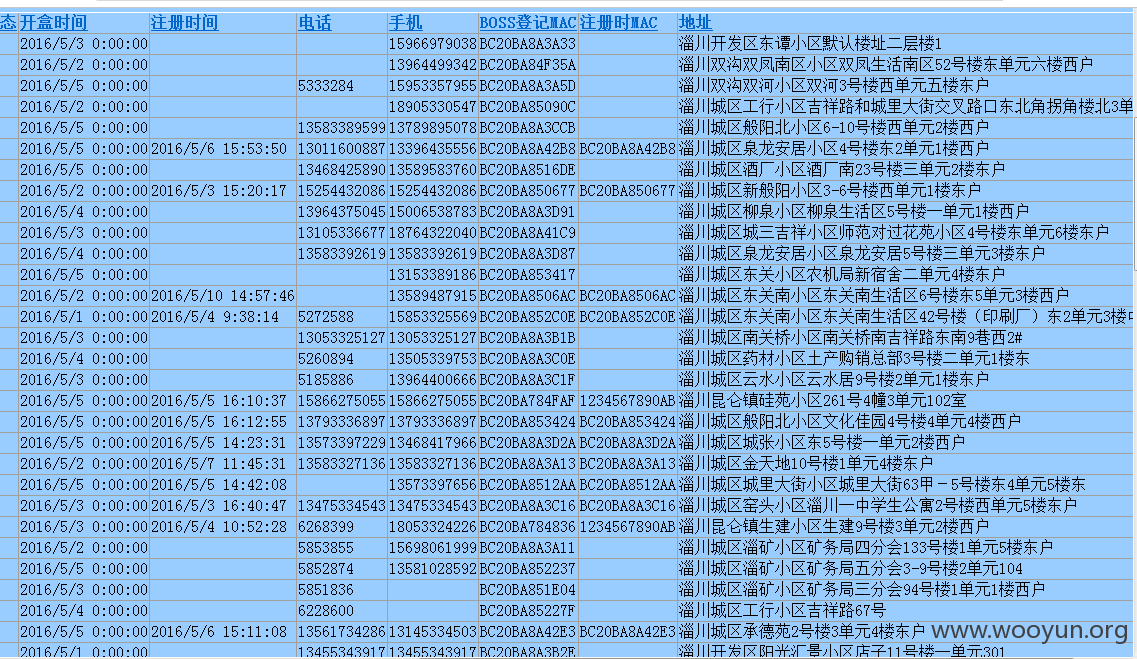 态 开盒时间 注册时间 电话 手机 BOSS登记MAC 注册时MAC 地址
2016/5/3 0:00:00 15966979038 BC20BA8A3A33 淄川开发区东谭小区默认楼址二层楼1
2016/5/2 0:00:00 13964499342 BC20BA84F35A 淄川双沟双凤南区小区双凤生活南区52号楼东单元六楼西户
2016/5/5 0:00:00 5333284 15953357955 BC20BA8A3A5D 淄川双沟双河小区双河3号楼西单元五楼东户
2016/5/2 0:00:00 18905330547 BC20BA85090C 淄川城区工行小区吉祥路和城里大街交叉路口东北角拐角楼北3单
2016/5/5 0:00:00 13583389599 13789895078 BC20BA8A3CCB 淄川城区般阳北小区6-10号楼西单元2楼西户
2016/5/5 0:00:00 2016/5/6 15:53:50 13011600887 13396435556 BC20BA8A42B8 BC20BA8A42B8 淄川城区泉龙安居小区4号楼东2单元1楼西户
2016/5/5 0:00:00 13468425890 13589583760 BC20BA8516DE 淄川城区酒厂小区酒厂南23号楼三单元2楼东户
2016/5/2 0:00:00 2016/5/3 15:20:17 15254432086 15254432086 BC20BA850677 BC20BA850677 淄川城区新般阳小区3-6号楼西单元1楼东户
2016/5/4 0:00:00 13964375045 15006538783 BC20BA8A3D91 淄川城区柳泉小区柳泉生活区5号楼一单元1楼西户
2016/5/3 0:00:00 13105336677 18764322040 BC20BA8A41C9 淄川城区城三吉祥小区师范对过花苑小区4号楼东单元6楼东户
2016/5/4 0:00:00 13583392619 13583392619 BC20BA8A3D87 淄川城区泉龙安居小区泉龙安居5号楼三单元3楼东户
2016/5/5 0:00:00 13153389186 BC20BA853417 淄川城区东关小区农机局新宿舍二单元4楼东户
2016/5/2 0:00:00 2016/5/10 14:57:46 13589487915 BC20BA8506AC BC20BA8506AC 淄川城区东关南小区东关南生活区6号楼东5单元3楼西户
2016/5/1 0:00:00 2016/5/4 9:38:14 5272588 15853325569 BC20BA852C0E BC20BA852C0E 淄川城区东关南小区东关南生活区42号楼（印刷厂）东2单元3楼中
2016/5/3 0:00:00 13053325127 13053325127 BC20BA8A3B1B 淄川城区南关桥小区南关桥南吉祥路东南9巷西2#
2016/5/4 0:00:00 5260894 13505339753 BC20BA8A3C0E 淄川城区药材小区土产购销总部3号楼二单元1楼东
2016/5/3 0:00:00 5185886 13964400666 BC20BA8A3C1F 淄川城区云水小区云水居9号楼2单元1楼东户
2016/5/5 0:00:00 2016/5/5 16:10:37 15866275055 15866275055 BC20BA784FAF 1234567890AB 淄川昆仑镇硅苑小区261号4幢3单元102室
2016/5/5 0:00:00 2016/5/5 16:12:55 13793336897 13793336897 BC20BA853424 BC20BA853424 淄川城区般阳北小区文化佳园4号楼4单元4楼西户
2016/5/5 0:00:00 2016/5/5 14:23:31 13573397229 13468417966 BC20BA8A3D2A BC20BA8A3D2A 淄川城区城张小区东5号楼一单元2楼西户
2016/5/2 0:00:00 2016/5/7 11:45:31 13583327136 13583327136 BC20BA8A3A13 BC20BA8A3A13 淄川城区金天地10号楼1单元4楼东户
2016/5/5 0:00:00 2016/5/5 14:42:08 13573397656 BC20BA8512AA BC20BA8512AA 淄川城区城里大街小区城里大街63甲－5号楼东4单元5楼东
2016/5/3 0:00:00 2016/5/3 16:40:47 13475334543 13475334543 BC20BA8A3C16 BC20BA8A3C16 淄川城区窑头小区淄川一中学生公寓2号楼西单元5楼东户
2016/5/3 0:00:00 2016/5/4 10:52:28 6268399 18053324226 BC20BA784836 1234567890AB 淄川昆仑镇生建小区生建9号楼3单元2楼西户
2016/5/2 0:00:00 5853855 15698061999 BC20BA8A3A11 淄川城区淄矿小区矿务局四分会133号楼1单元5楼东户
2016/5/5 0:00:00 5852874 13581028592 BC20BA852237 淄川城区淄矿小区矿务局五分会3-9号楼2单元104
2016/5/3 0:00:00 5851836 BC20BA851E04 淄川城区淄矿小区矿务局三分会94号楼1单元1楼西户
2016/5/4 0:00:00 6228600 BC20BA85227F 淄川城区工行小区吉祥路67号
2016/5/5 0:00:00 2016/5/6 15:11:08 13561734286 13145334503 BC20BA8A42E3 BC20BA8A42E3 淄川城区承德苑2号楼3单元4楼东户
www.wooyun.org
2016/5/1 0:00:00 13455343917 13455343917 BC20BA8A3B2E 淄川开发区阳光汇景小区店子11号楼一单元301